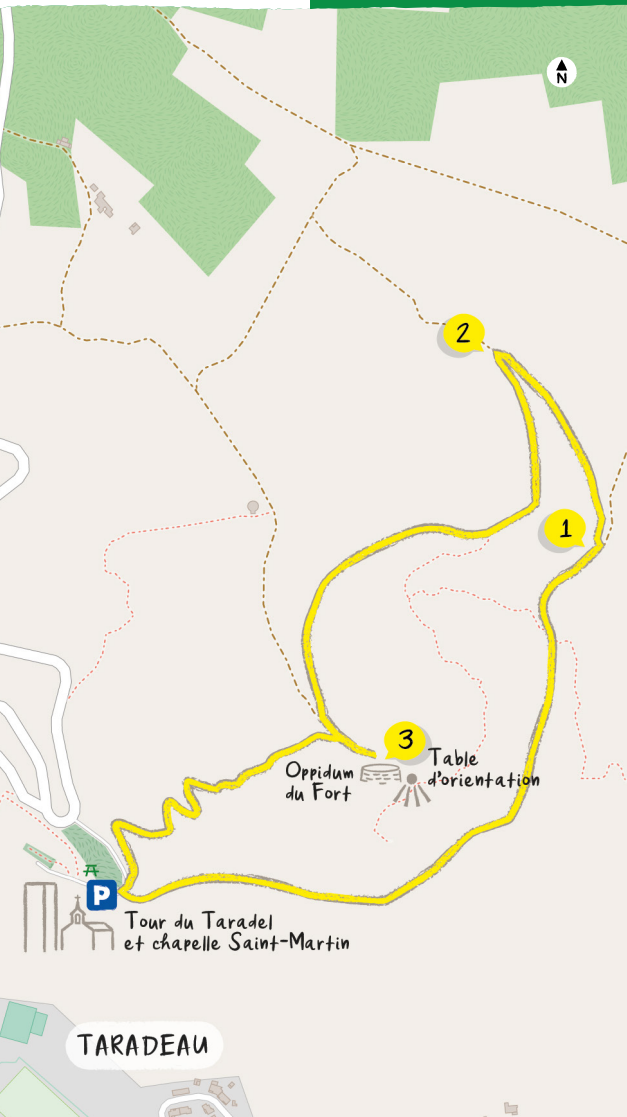 N
2
1
3
Oppidum
du Fort
Table
d'orientation
P
Tour du Taradel
et chapelle Saint-Martin
TARADEAU